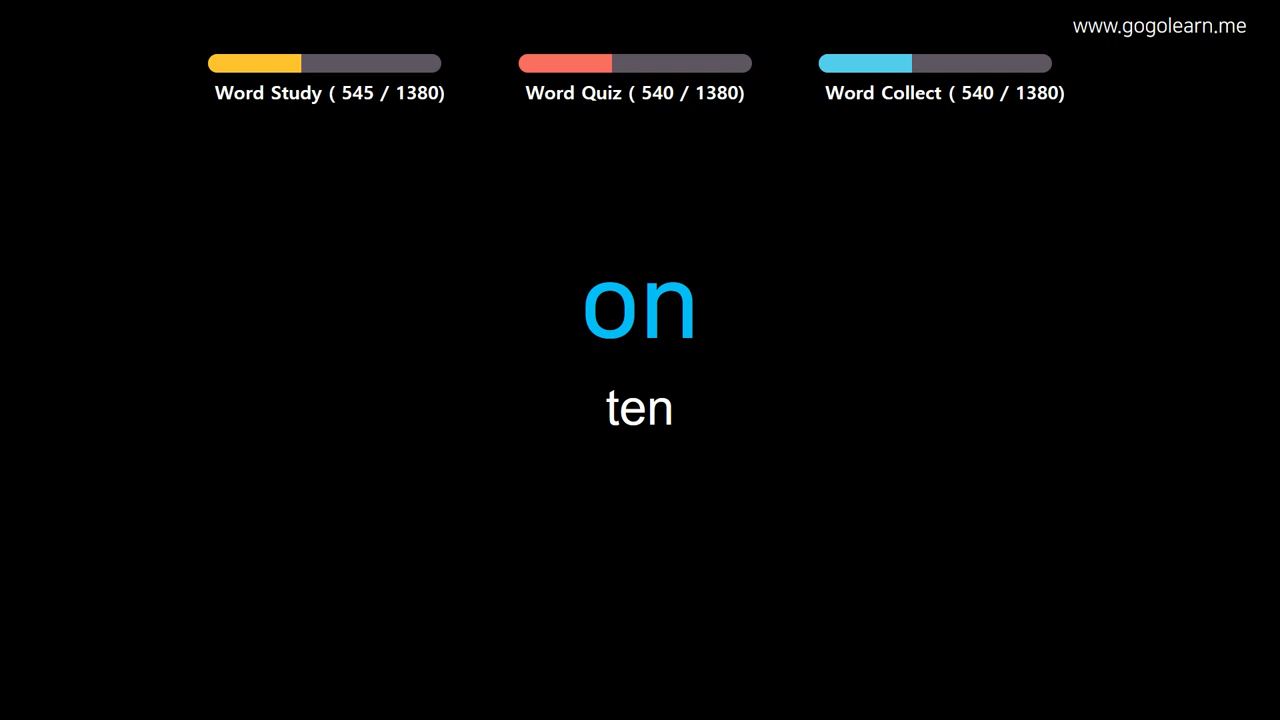 www.gogolearn.me
Word Study ( 545 / 1380)
Word Quiz ( 540 / 1380)
Word Collect ( 540 / 1380)
on
ten